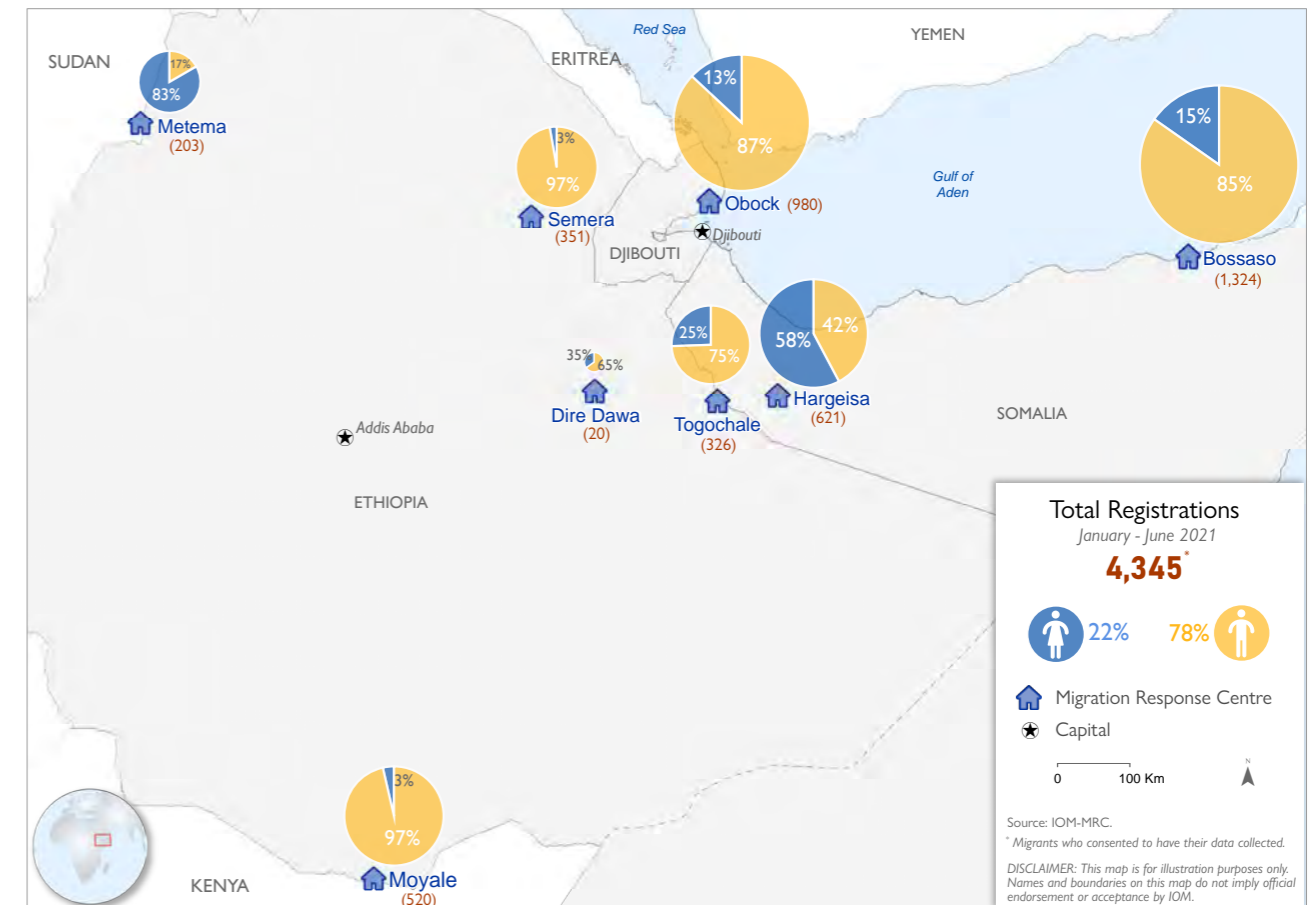 Red Sea
YEMEN
SUDAN
ERITREA
17%
83%
Metema
(203)
13%
87%
Obock (980)
15%
85%
Bossaso
(1,324)
3%
97%
Semera
(351)
Gulf of
Aden
Djibouti
DJIBOUTI
35%
65%
Dire Dawa
(20)
25%
75%
Togochale
(326)
58%
42%
Hargeisa
(621)
SOMALIA
Addis Ababa
ETHIOPIA
3%
97%
Moyale
(520)
KENYA
Total Registrations
January - June 2021
4,345*
22%
78%
Migration Response Centre
Capital
0
100 Km
N
Source: IOM-MRC.
* Migrants who consented to have their data collected.
DISCLAIMER: This map is for illustration purposes only.
Names and boundaries on this map do not imply official
endorsement or acceptance by IOM.